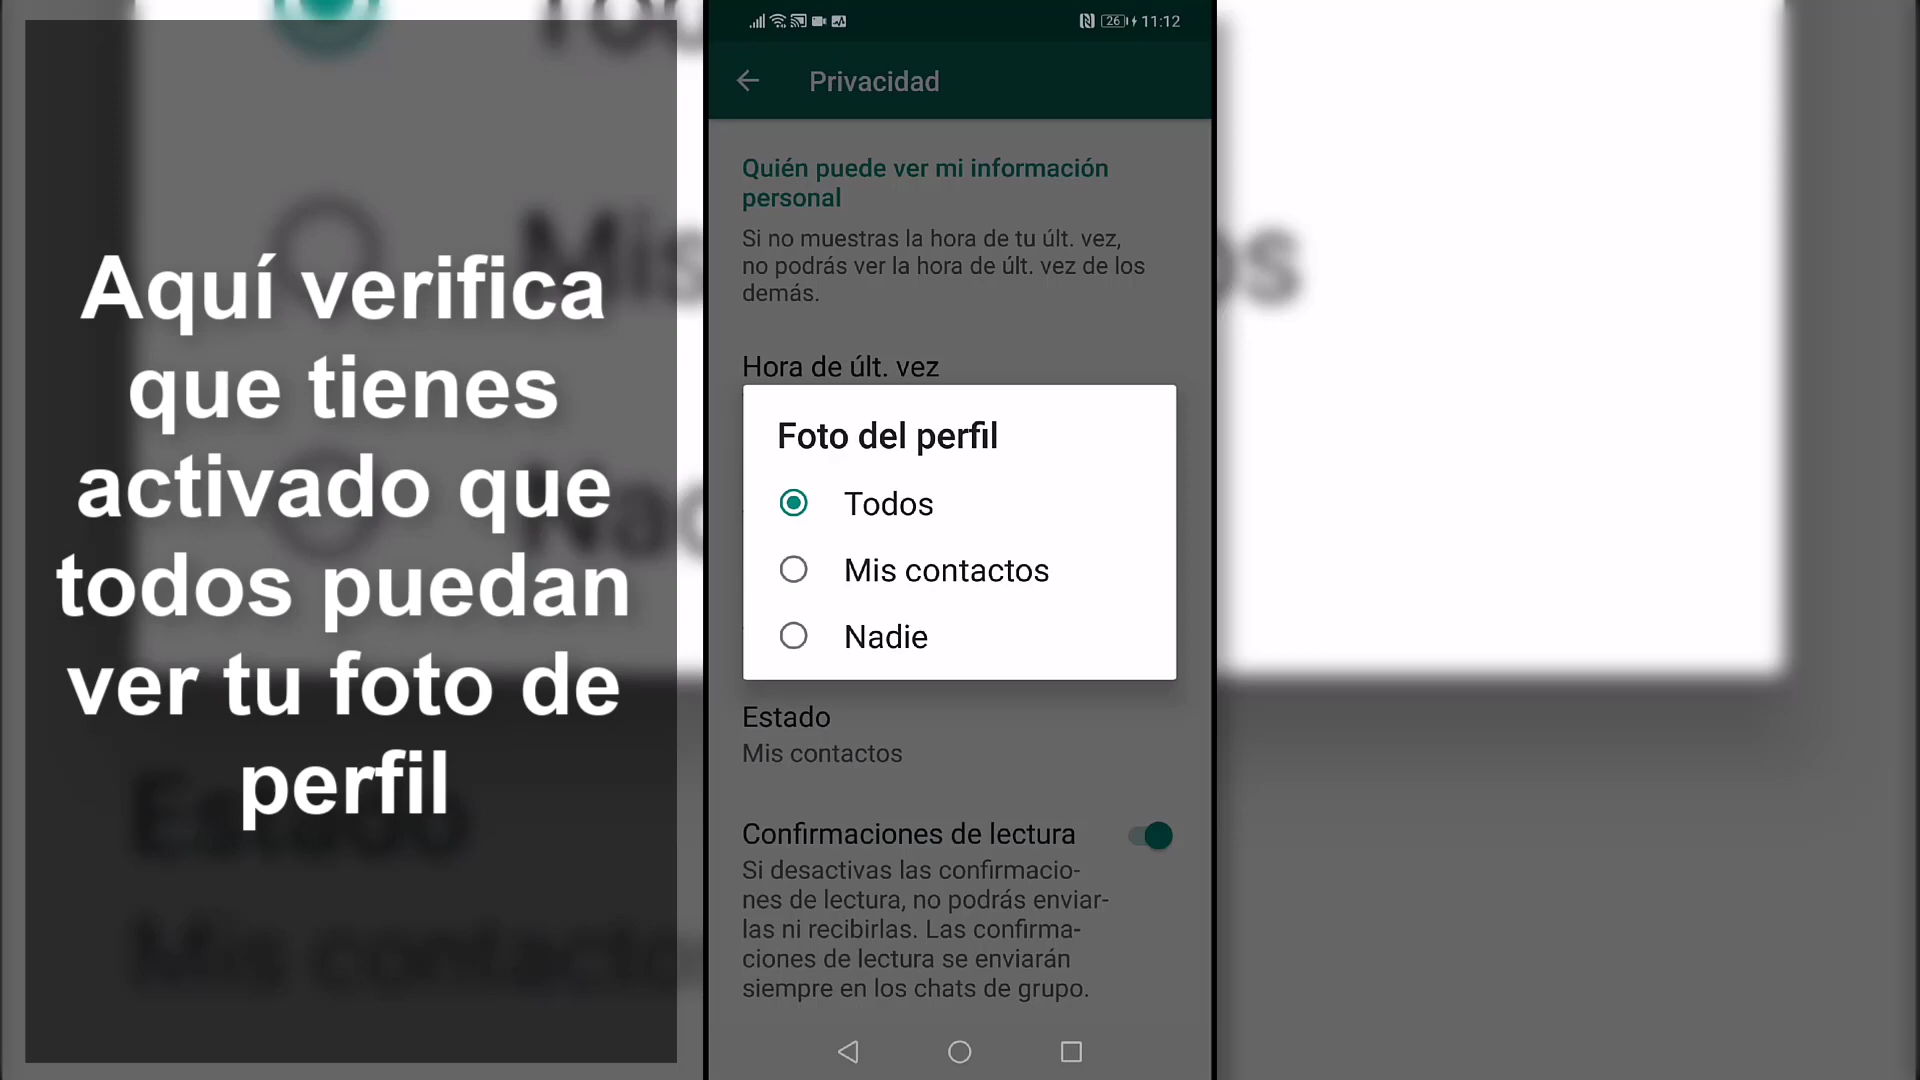 Aquí verifica
que tienes
activado que
todos puedan
ver tu foto de
perfil
26 11:12
Privacidad
Quién puede ver mi información
personal
Si no muestras la hora de tu últ. vez,
no podrás ver la hora de últ. vez de los
demás.
Hora de últ. vez
Foto del perfil
Todos
Mis contactos
Nadie
Estado
Mis contactos
Confirmaciones de lectura
Si desactivas las confirmacio-
nes de lectura, no podrás enviar-
las ni recibirlas. Las confirma-
ciones de lectura se enviarán
siempre en los chats de grupo.